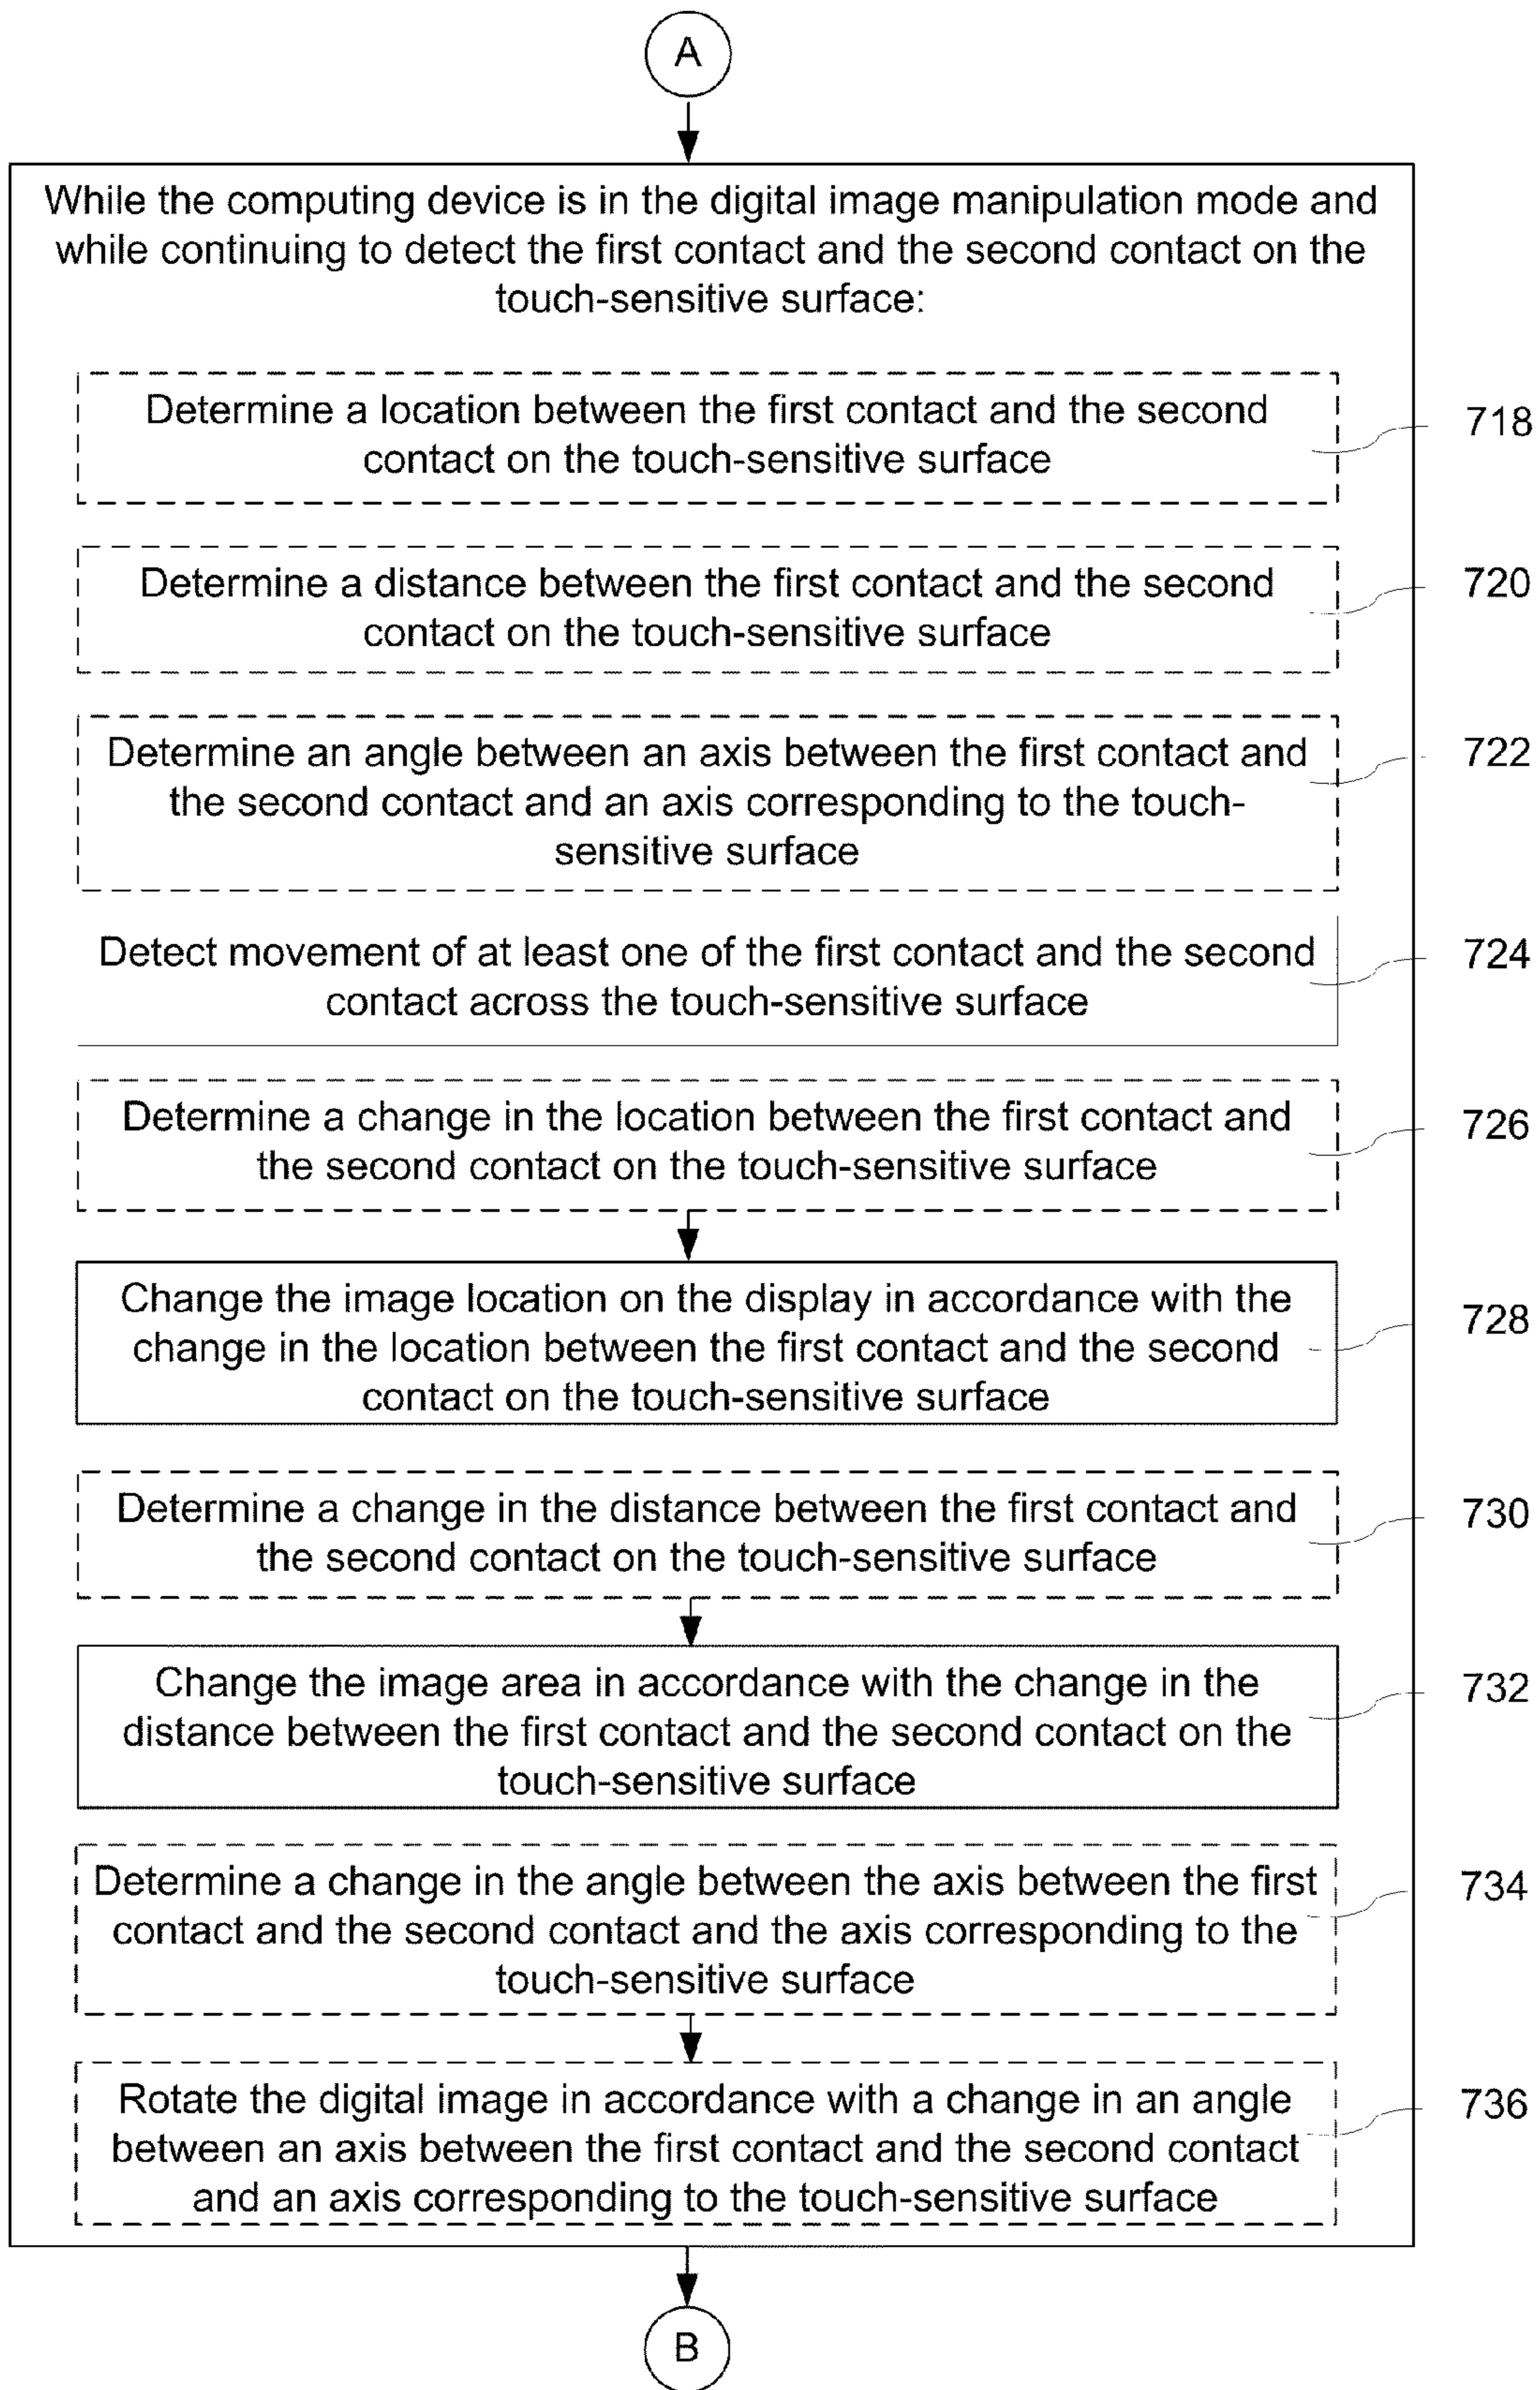 A
While the computing device is in the digital image manipulation mode and
while continuing to detect the first contact and the second contact on the
touch-sensitive surface:
Determine a location between the first contact and the second
contact on the touch-sensitive surface
718
Determine a distance between the first contact and the second
contact on the touch-sensitive surface
720
Determine an angle between an axis between the first contact and
the second contact and an axis corresponding to the touch-
sensitive surface
722
Detect movement of at least one of the first contact and the second
contact across the touch-sensitive surface
724
Determine a change in the location between the first contact and
the second contact on the touch-sensitive surface
726
Change the image location on the display in accordance with the
change in the location between the first contact and the second
contact on the touch-sensitive surface
728
Determine a change in the distance between the first contact and
the second contact on the touch-sensitive surface
730
Change the image area in accordance with the change in the
distance between the first contact and the second contact on the
touch-sensitive surface
732
Determine a change in the angle between the axis between the first
contact and the second contact and the axis corresponding to the
touch-sensitive surface
734
Rotate the digital image in accordance with a change in an angle
between an axis between the first contact and the second contact
and an axis corresponding to the touch-sensitive surface
736
B